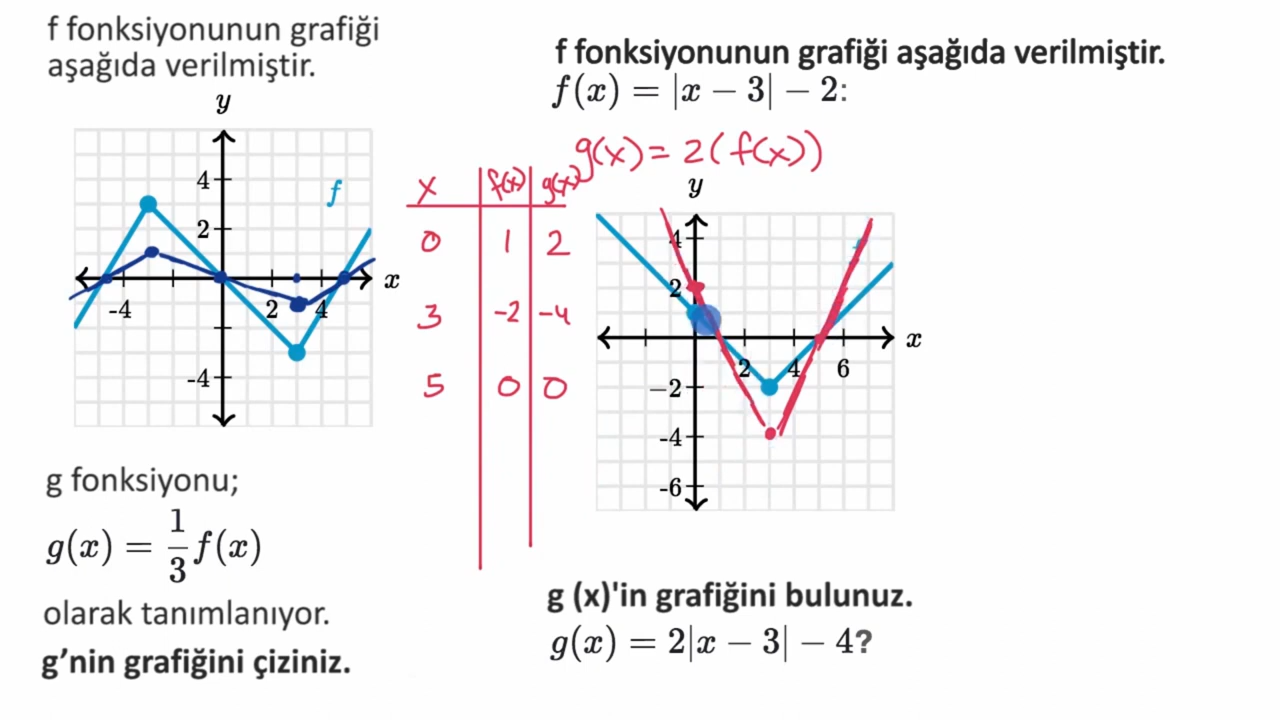 f fonksiyonunun grafiği
aşağıda verilmiştir.
y
4
f
2
x
-4
2
4
-4
g fonksiyonu;
g(x) = 1/3 f(x)
olarak tanımlanıyor.
g’nin grafiğini çiziniz.
f fonksiyonunun grafiği aşağıda verilmiştir.
f(x) = |x − 3| − 2:
g(x) = 2(f(x))
x f(x) g(x)
0 1 2
3 -2 -4
5 0 0
y
4
2
x
2
4
6
−2
-4
-6
g (x)'in grafiğini bulunuz.
g(x) = 2|x − 3| − 4?